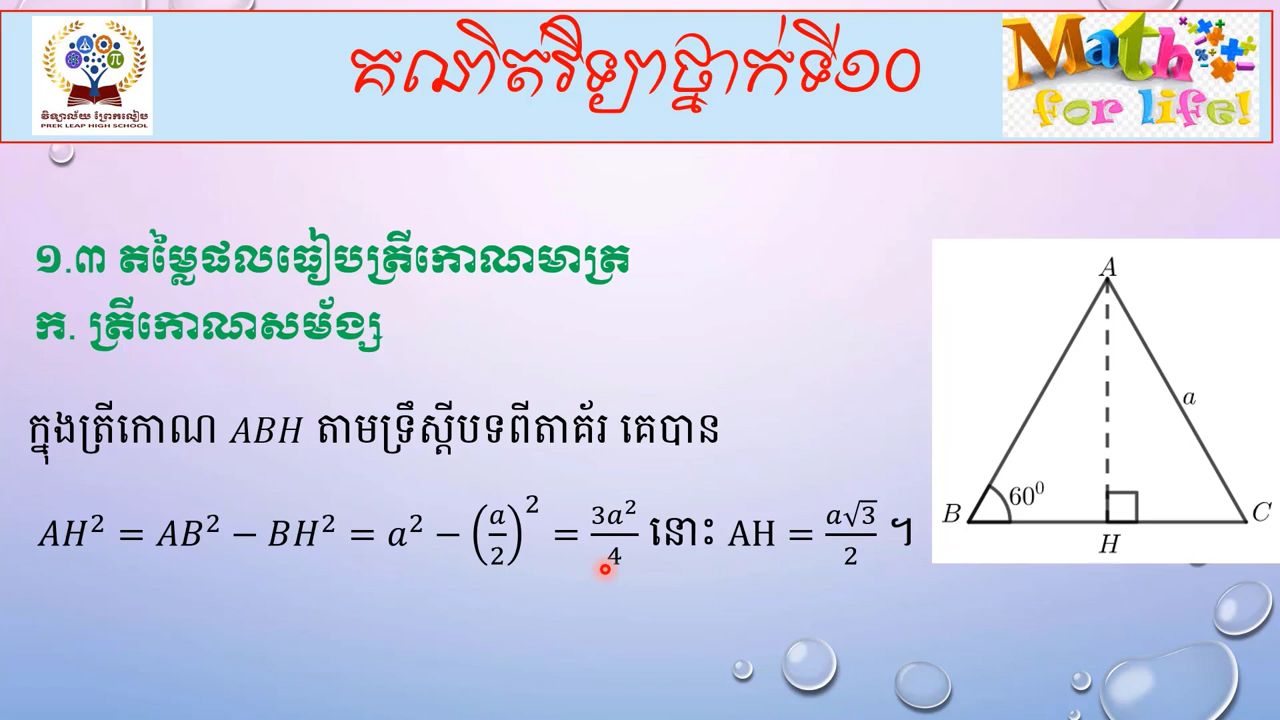 គណិតវិទ្យាថ្នាក់ទី១០
វិទ្យាល័យ ព្រែកលៀប
PREK LEAP HIGH SCHOOL
Math
for life!
១.៣ តម្លៃផលធៀបត្រីកោណមាត្រ
ក. ត្រីកោណសម័ង្ស
ក្នុងត្រីកោណ ABH តាមទ្រឹស្តីបទពីតាគ័រ គេបាន
AH² = AB² − BH² = a² − (a/2)² = 3a²/4 នោះ AH = a√3/2 ។
A
a
60⁰
B
C
H